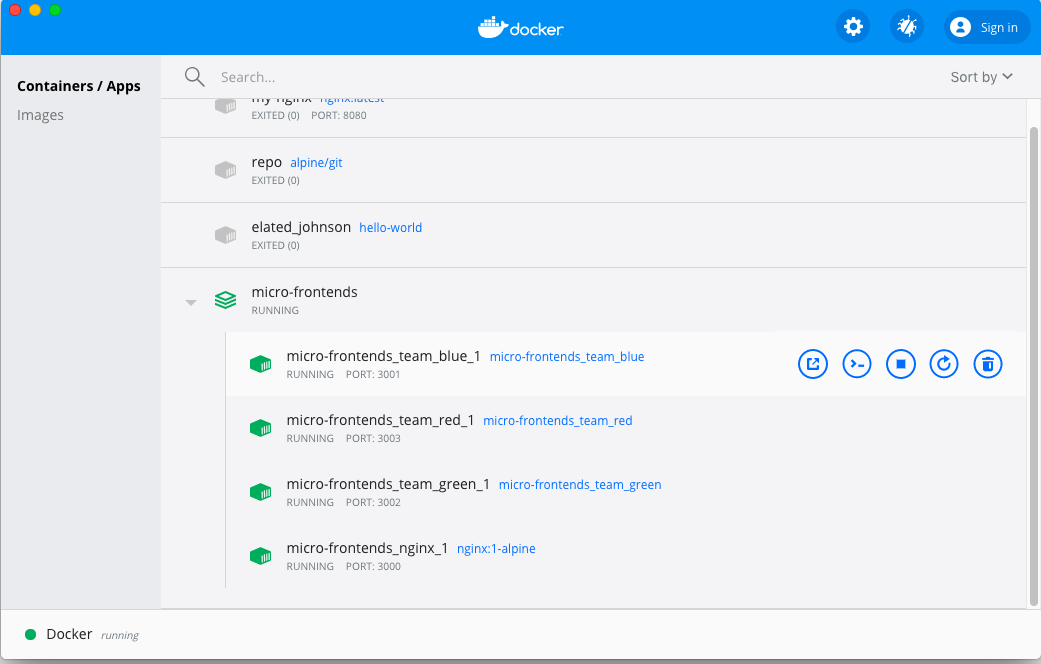 docker
Sign in
Containers / Apps
Images
Search...
Sort by
my-nginx nginx:latest
EXITED (0) PORT: 8080
repo alpine/git
EXITED (0)
elated_johnson hello-world
EXITED (0)
micro-frontends
RUNNING
micro-frontends_team_blue_1 micro-frontends_team_blue
RUNNING PORT: 3001
micro-frontends_team_red_1 micro-frontends_team_red
RUNNING PORT: 3003
micro-frontends_team_green_1 micro-frontends_team_green
RUNNING PORT: 3002
micro-frontends_nginx_1 nginx:1-alpine
RUNNING PORT: 3000
Docker running